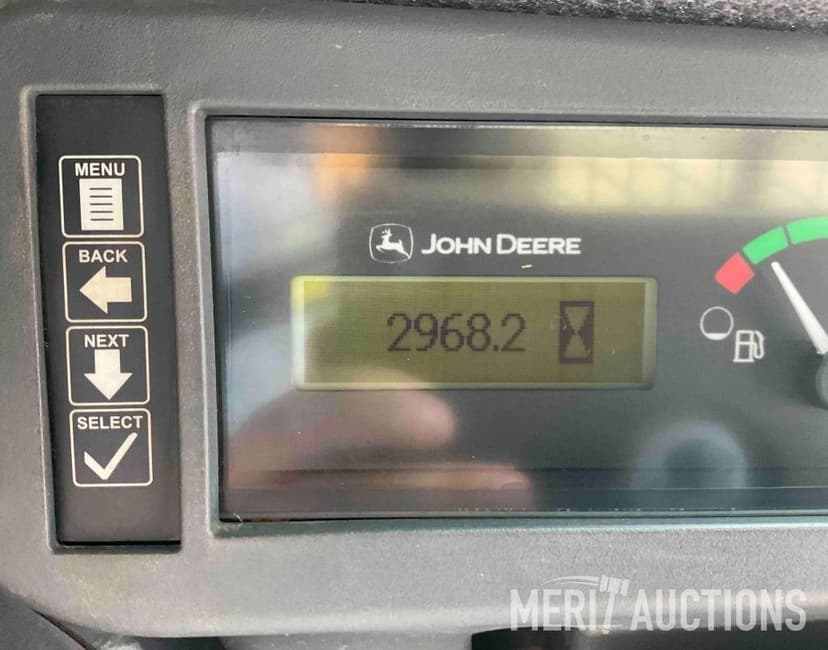 MENU
BACK
NEXT
SELECT
JOHN DEERE
2968.2
MERIT AUCTIONS